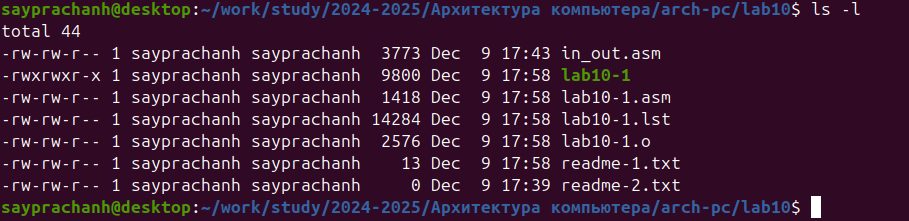 sayprachanh@desktop:~/work/study/2024-2025/Архитектура компьютера/arch-pc/lab10$ ls -l
total 44
-rw-rw-r-- 1 sayprachanh sayprachanh  3773 Dec  9 17:43 in_out.asm
-rwxrwxr-x 1 sayprachanh sayprachanh  9800 Dec  9 17:58 lab10-1
-rw-rw-r-- 1 sayprachanh sayprachanh  1418 Dec  9 17:58 lab10-1.asm
-rw-rw-r-- 1 sayprachanh sayprachanh 14284 Dec  9 17:58 lab10-1.lst
-rw-rw-r-- 1 sayprachanh sayprachanh  2576 Dec  9 17:58 lab10-1.o
-rw-rw-r-- 1 sayprachanh sayprachanh    13 Dec  9 17:58 readme-1.txt
-rw-rw-r-- 1 sayprachanh sayprachanh     0 Dec  9 17:39 readme-2.txt
sayprachanh@desktop:~/work/study/2024-2025/Архитектура компьютера/arch-pc/lab10$